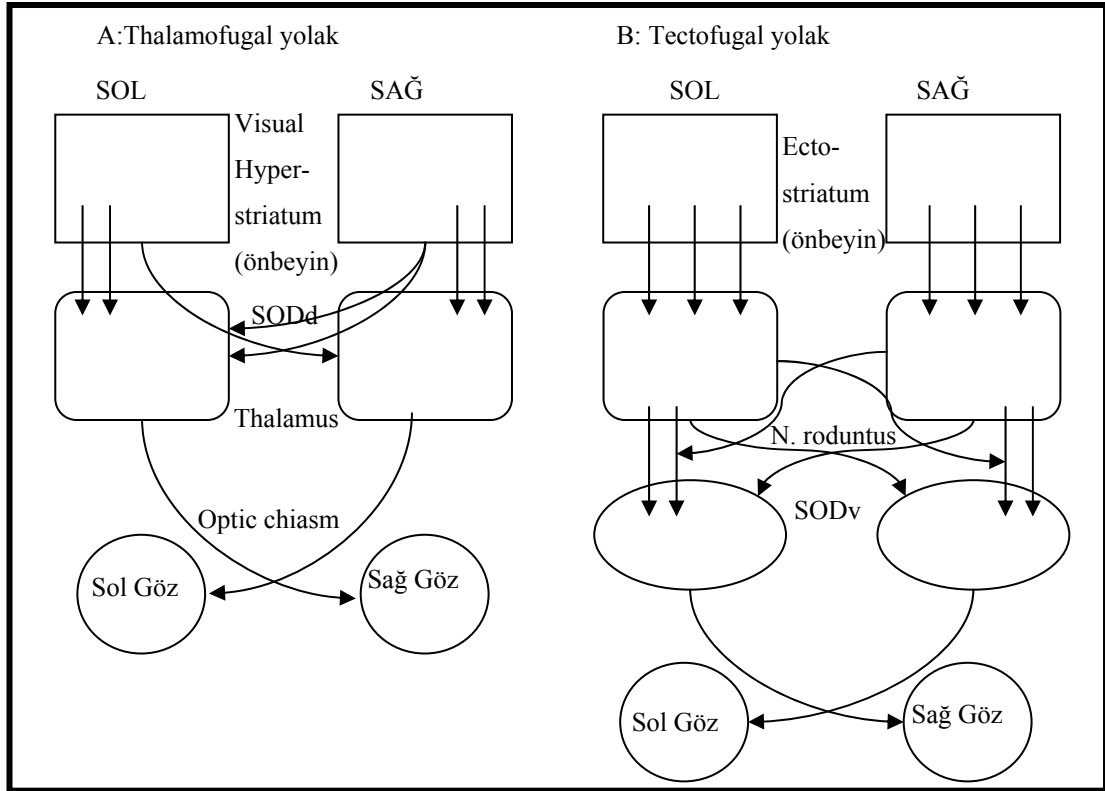 A:Thalamofugal yolak
SOL
SAĞ
Visual
Hyper-
striatum
(önbeyin)
SODd
Thalamus
Optic chiasm
Sol Göz
Sağ Göz
B: Tectofugal yolak
SOL
SAĞ
Ecto-
striatum
(önbeyin)
N. roduntus
SODv
Sol Göz
Sağ Göz